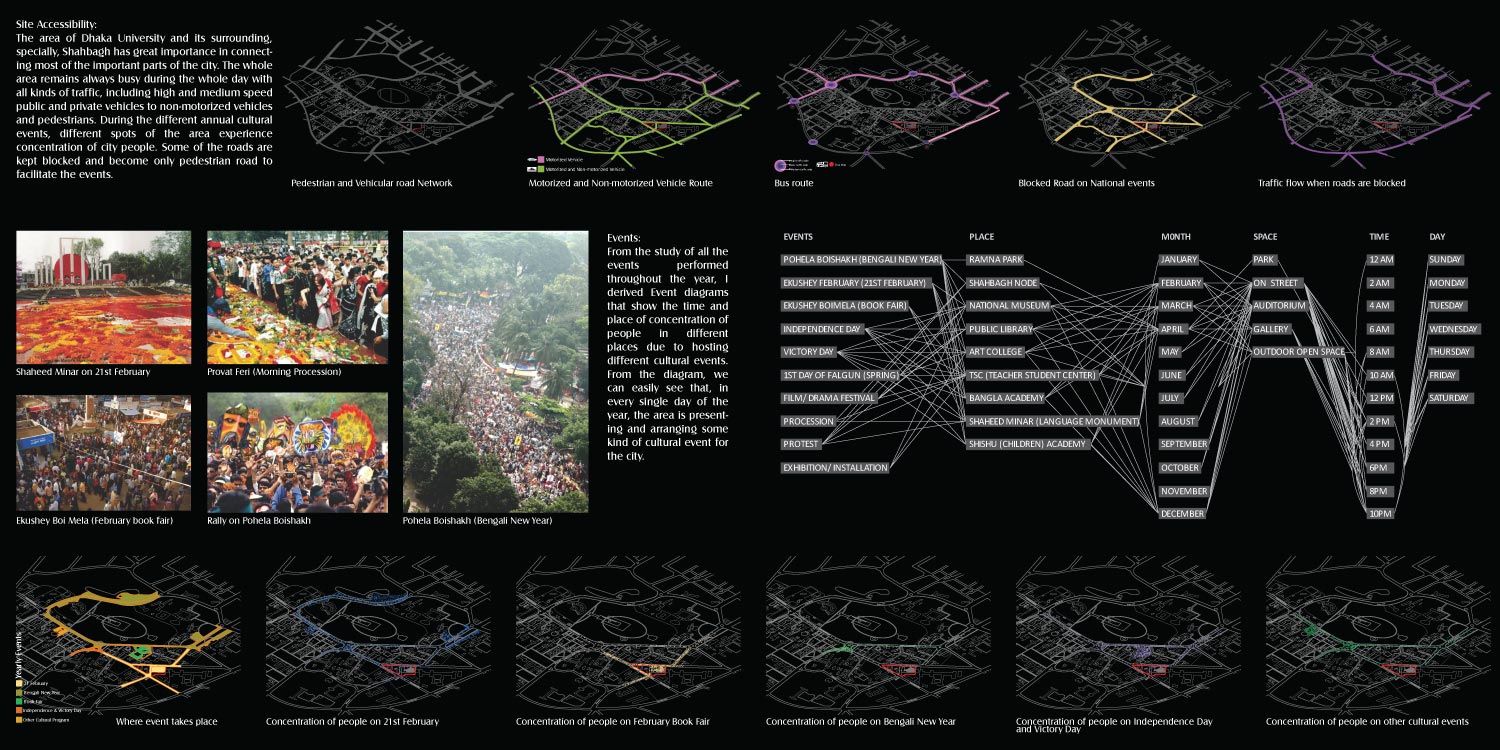 Site Accessibility:
The area of Dhaka University and its surrounding,
specially, Shahbagh has great importance in connect-
ing most of the important parts of the city. The whole
area remains always busy during the whole day with
all kinds of traffic, including high and medium speed
public and private vehicles to non-motorized vehicles
and pedestrians. During the different annual cultural
events, different spots of the area experience
concentration of city people. Some of the roads are
kept blocked and become only pedestrian road to
facilitate the events.
Pedestrian and Vehicular road Network
Motorized Vehicle
Motorized and Non-motorized Vehicle
Motorized and Non-motorized Vehicle Route
Bus route
Blocked Road on National events
Traffic flow when roads are blocked
Shaheed Minar on 21st February
Provat Feri (Morning Procession)
Ekushey Boi Mela (February book fair)
Rally on Pohela Boishakh
Pohela Boishakh (Bengali New Year)
Events:
From the study of all the
events performed
throughout the year, I
derived Event diagrams
that show the time and
place of concentration of
people in different
places due to hosting
different cultural events.
From the diagram, we
can easily see that, in
every single day of the
year, the area is present-
ing and arranging some
kind of cultural event for
the city.
EVENTS
POHELA BOISHAKH (BENGALI NEW YEAR)
EKUSHEY FEBRUARY (21ST FEBRUARY)
EKUSHEY BOIMELA (BOOK FAIR)
INDEPENDENCE DAY
VICTORY DAY
1ST DAY OF FALGUN (SPRING)
FILM/ DRAMA FESTIVAL
PROCESSION
PROTEST
EXHIBITION/ INSTALLATION
PLACE
RAMNA PARK
SHAHBAGH NODE
NATIONAL MUSEUM
PUBLIC LIBRARY
ART COLLEGE
TSC (TEACHER STUDENT CENTER)
BANGLA ACADEMY
SHAHEED MINAR (LANGUAGE MONUMENT)
SHISHU (CHILDREN) ACADEMY
MONTH
JANUARY
FEBRUARY
MARCH
APRIL
MAY
JUNE
JULY
AUGUST
SEPTEMBER
OCTOBER
NOVEMBER
DECEMBER
SPACE
PARK
ON STREET
AUDITORIUM
GALLERY
OUTDOOR OPEN SPACE
TIME
12 AM
2 AM
4 AM
6 AM
8 AM
10 AM
12 PM
2 PM
4 PM
6PM
8PM
10PM
DAY
SUNDAY
MONDAY
TUESDAY
WEDNESDAY
THURSDAY
FRIDAY
SATURDAY
Yearly Events
21 February
Bengali New Year
Book Fair
Independence & Victory Day
Other Cultural Program
Where event takes place
Concentration of people on 21st February
Concentration of people on February Book Fair
Concentration of people on Bengali New Year
Concentration of people on Independence Day
and Victory Day
Concentration of people on other cultural events